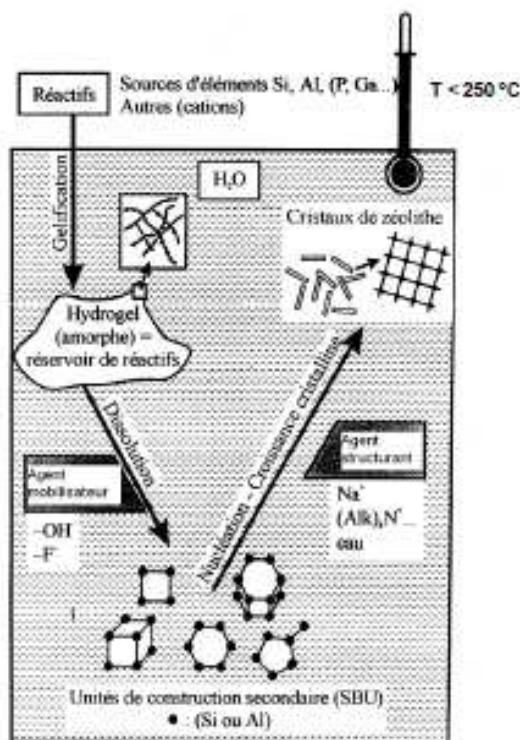 Réactifs
Sources d'éléments Si, Al, (P, Ga...)
Autres (cations)
T < 250 °C
Gélification
H₂O
Cristaux de zéolithe
Hydrogel
(amorphe) =
réservoir de réactifs
Dissolution
Nucléation - Croissance cristalline
Agent
mobilisateur
–OH
–F⁻
Agent
structurant
Na⁺
(Alk)₄N⁺...
eau
Unités de construction secondaire (SBU)
● : (Si ou Al)